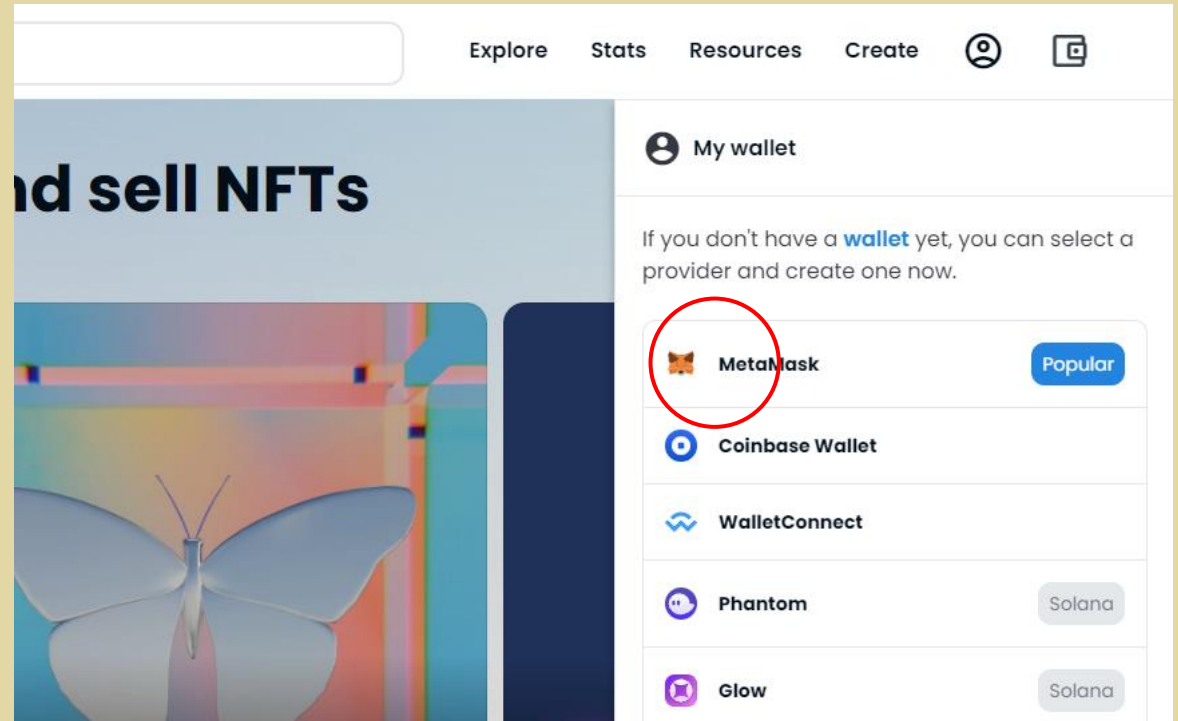 Explore Stats Resources Create
nd sell NFTs
My wallet
If you don't have a wallet yet, you can select a
provider and create one now.
MetaMask Popular
Coinbase Wallet
WalletConnect
Phantom Solana
Glow Solana